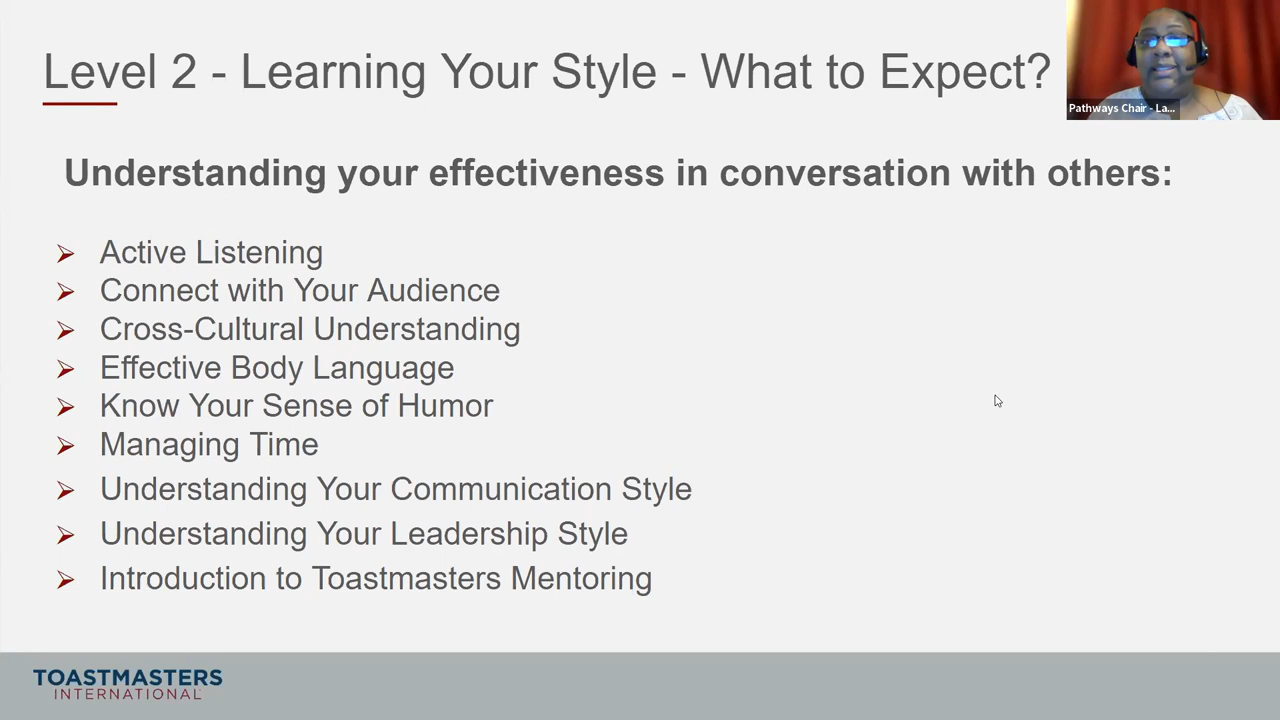 Level 2 - Learning Your Style - What to Expect?
Pathways Chair - La...
Understanding your effectiveness in conversation with others:
Active Listening
Connect with Your Audience
Cross-Cultural Understanding
Effective Body Language
Know Your Sense of Humor
Managing Time
Understanding Your Communication Style
Understanding Your Leadership Style
Introduction to Toastmasters Mentoring
TOASTMASTERS
INTERNATIONAL